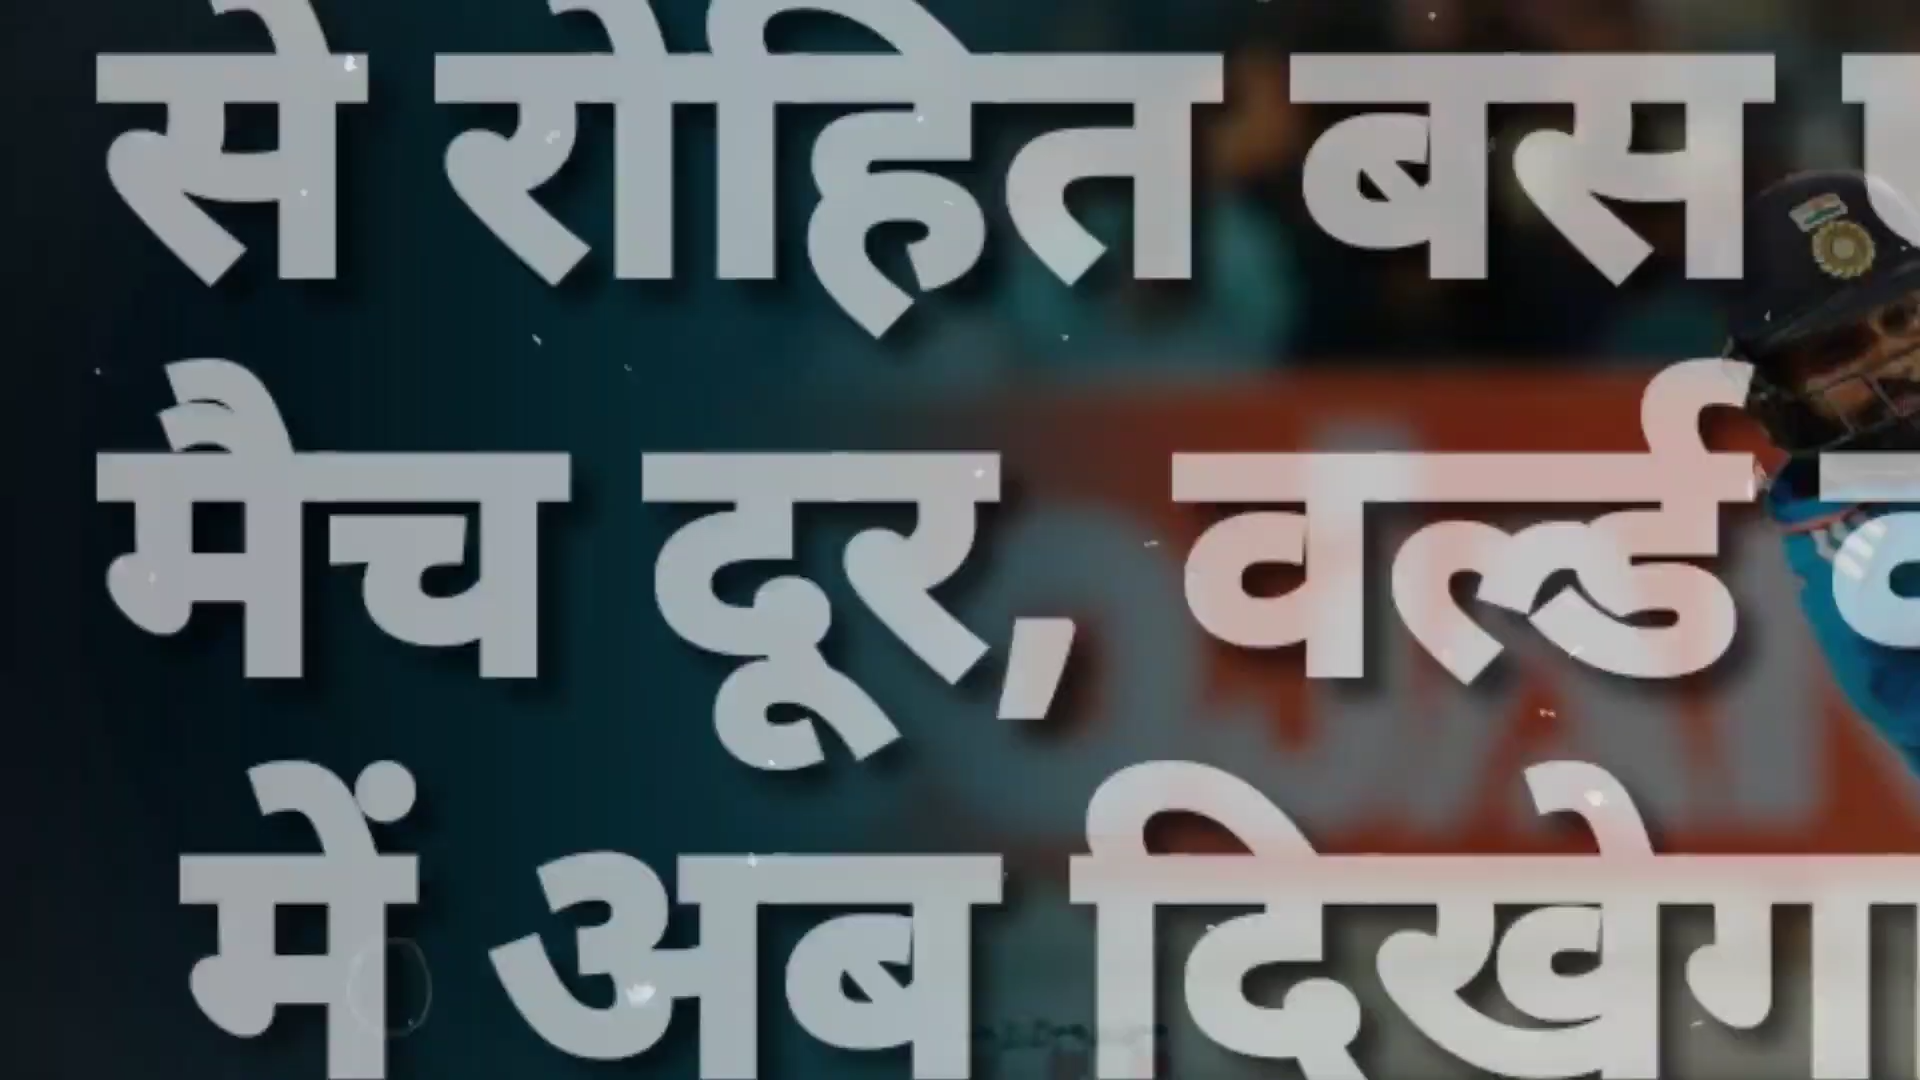 से रोहित बस
मैच दूर, वर्ल्ड
में अब दिखेगा